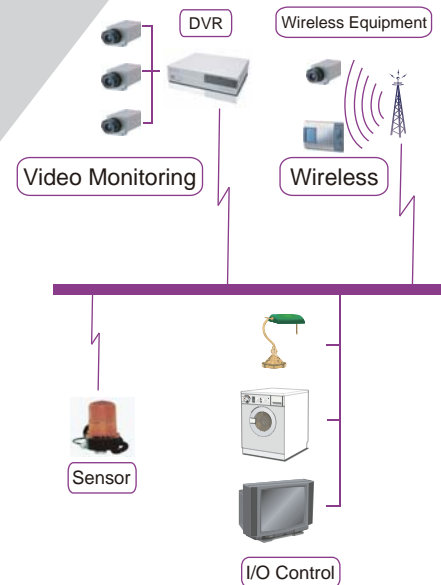 DVR
Wireless Equipment
Video Monitoring
Wireless
Sensor
I/O Control